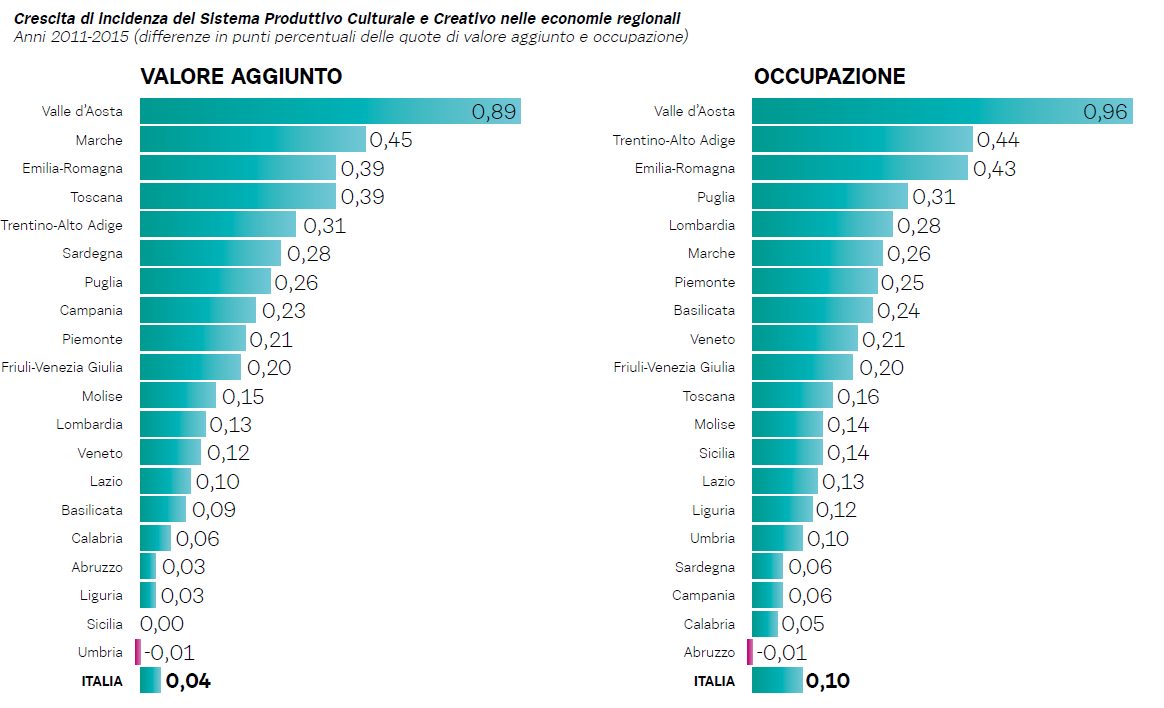 Crescita di incidenza del Sistema Produttivo Culturale e Creativo nelle economie regionali
Anni 2011-2015 (differenze in punti percentuali delle quote di valore aggiunto e occupazione)
VALORE AGGIUNTO
Valle d'Aosta 0,89
Marche 0,45
Emilia-Romagna 0,39
Toscana 0,39
Trentino-Alto Adige 0,31
Sardegna 0,28
Puglia 0,26
Campania 0,23
Piemonte 0,21
Friuli-Venezia Giulia 0,20
Molise 0,15
Lombardia 0,13
Veneto 0,12
Lazio 0,10
Basilicata 0,09
Calabria 0,06
Abruzzo 0,03
Liguria 0,03
Sicilia 0,00
Umbria -0,01
ITALIA 0,04
OCCUPAZIONE
Valle d'Aosta 0,96
Trentino-Alto Adige 0,44
Emilia-Romagna 0,43
Puglia 0,31
Lombardia 0,28
Marche 0,26
Piemonte 0,25
Basilicata 0,24
Veneto 0,21
Friuli-Venezia Giulia 0,20
Toscana 0,16
Molise 0,14
Sicilia 0,14
Lazio 0,13
Liguria 0,12
Umbria 0,10
Sardegna 0,06
Campania 0,06
Calabria 0,05
Abruzzo -0,01
ITALIA 0,10